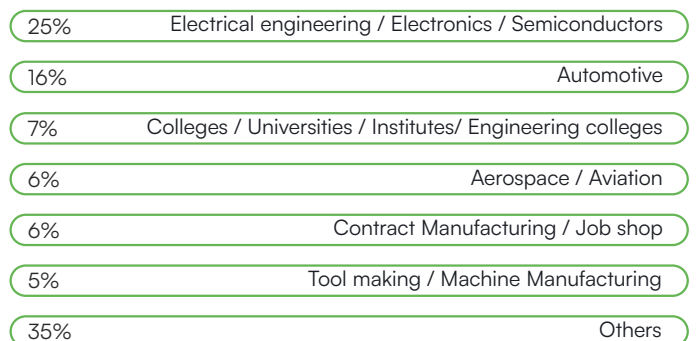 25% Electrical engineering / Electronics / Semiconductors
16% Automotive
7% Colleges / Universities / Institutes/ Engineering colleges
6% Aerospace / Aviation
6% Contract Manufacturing / Job shop
5% Tool making / Machine Manufacturing
35% Others